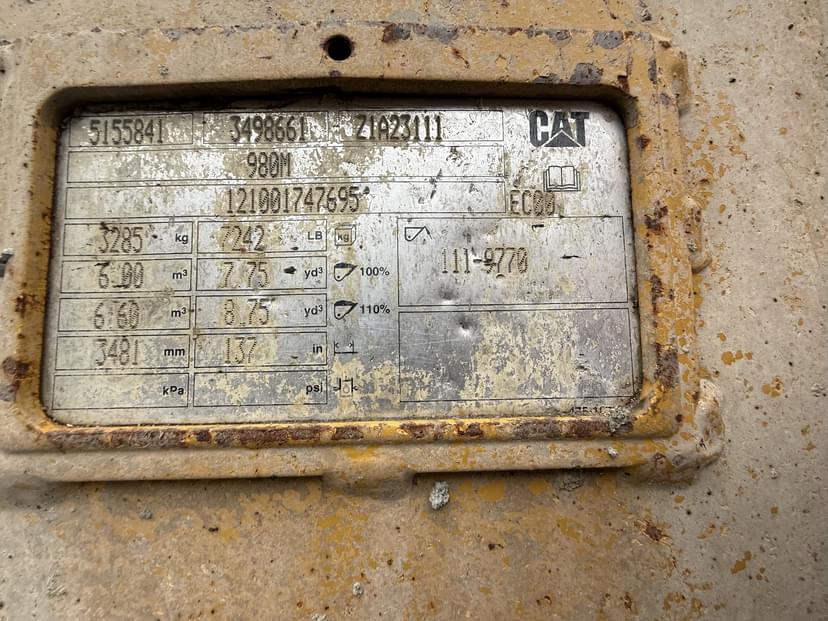 5155841 3498661 Z1A23111 CAT
980M
121001747695 EC00
3285 kg 7242 LB kg
6.00 m³ 7.75 yd³ 100%
111-9770
6.60 m³ 8.75 yd³ 110%
3481 mm 137 in
kPa psi